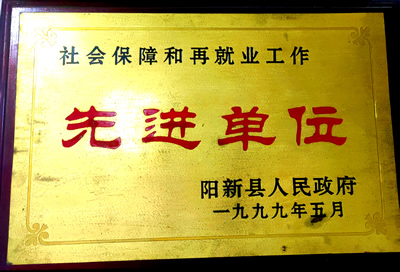 社会保障和再就业工作
先进单位
阳新县人民政府
一九九九年五月